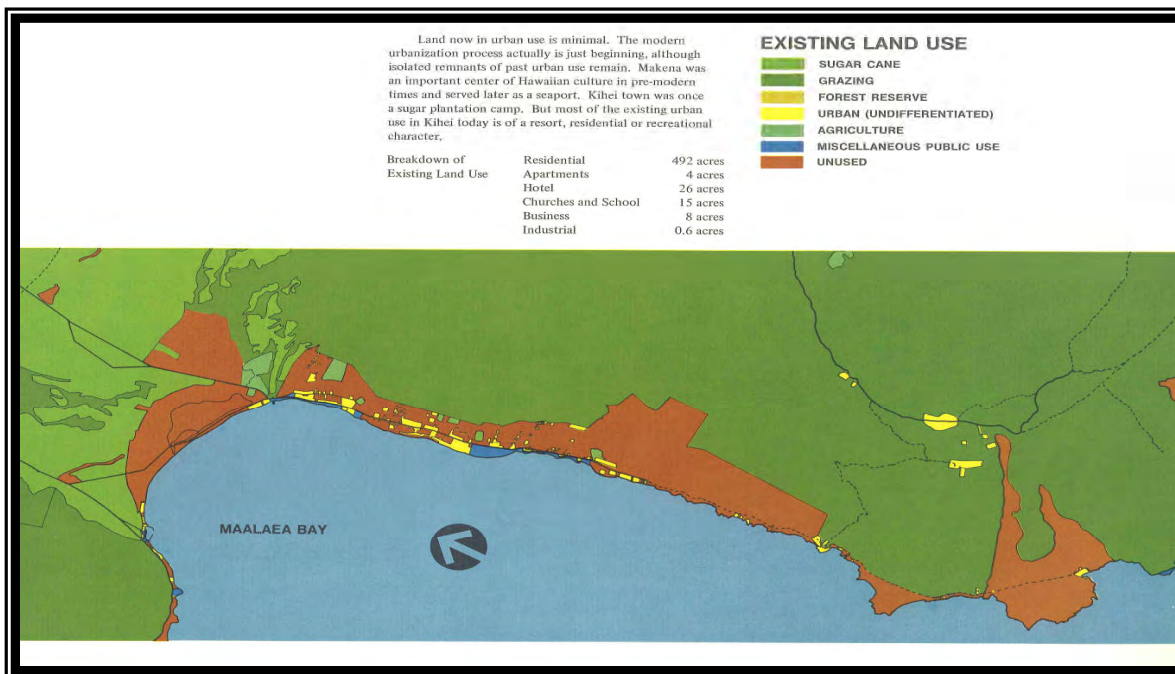 Land now in urban use is minimal. The modern
urbanization process actually is just beginning, although
isolated remnants of past urban use remain. Makena was
an important center of Hawaiian culture in pre-modern
times and served later as a seaport. Kihei town was once
a sugar plantation camp. But most of the existing urban
use in Kihei today is of a resort, residential or recreational
character.
Breakdown of Residential 492 acres
Existing Land Use Apartments 4 acres
Hotel 26 acres
Churches and School 15 acres
Business 8 acres
Industrial 0.6 acres
EXISTING LAND USE
SUGAR CANE
GRAZING
FOREST RESERVE
URBAN (UNDIFFERENTIATED)
AGRICULTURE
MISCELLANEOUS PUBLIC USE
UNUSED
MAALAEA BAY